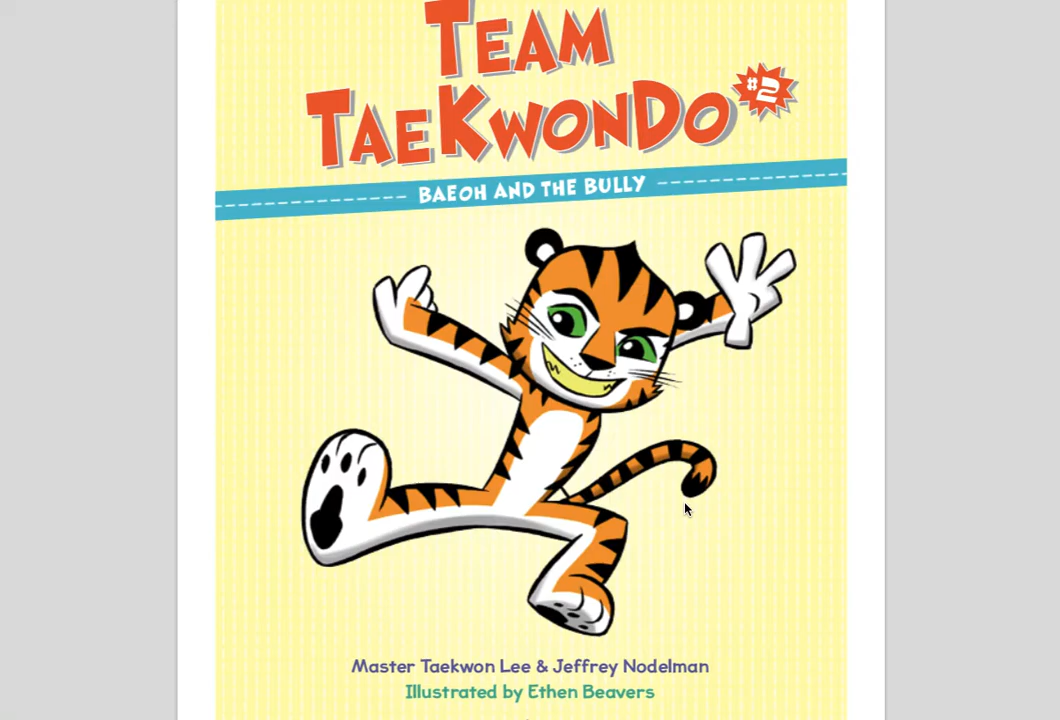 TEAM
TAEKWONDO #2
BAEOH AND THE BULLY
Master Taekwon Lee & Jeffrey Nodelman
Illustrated by Ethen Beavers